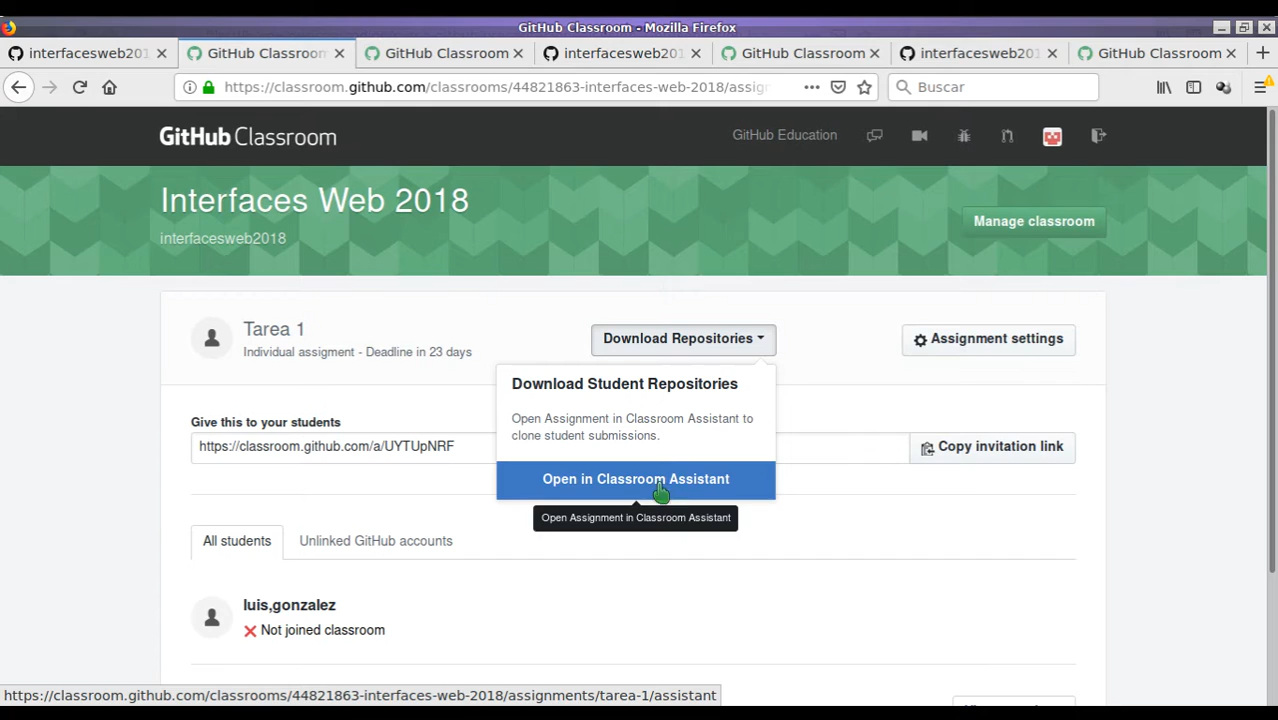 GitHub Classroom - Mozilla Firefox
interfacesweb201
GitHub Classroom
GitHub Classroom
interfacesweb201
GitHub Classroom
interfacesweb201
GitHub Classroom
https://classroom.github.com/classrooms/44821863-interfaces-web-2018/assig
Buscar
GitHub Classroom
GitHub Education
Interfaces Web 2018
interfacesweb2018
Manage classroom
Tarea 1
Individual assigment - Deadline in 23 days
Download Repositories
Assignment settings
Download Student Repositories
Open Assignment in Classroom Assistant to
clone student submissions.
Open in Classroom Assistant
Open Assignment in Classroom Assistant
Give this to your students
https://classroom.github.com/a/UYTUpNRF
Copy invitation link
All students
Unlinked GitHub accounts
luis,gonzalez
Not joined classroom
https://classroom.github.com/classrooms/44821863-interfaces-web-2018/assignments/tarea-1/assistant